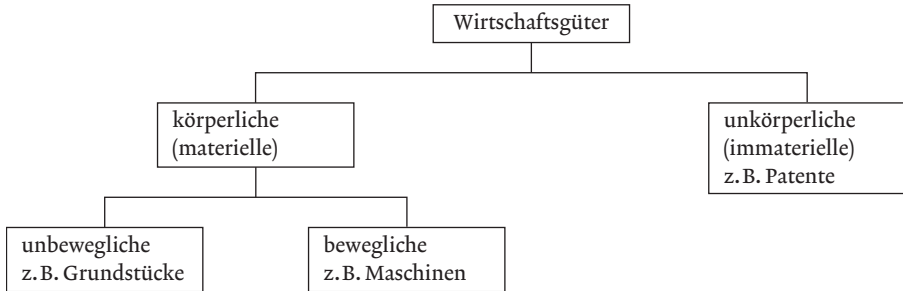 Wirtschaftsgüter
körperliche
(materielle)
unkörperliche
(immaterielle)
z.B. Patente
unbewegliche
z.B. Grundstücke
bewegliche
z.B. Maschinen